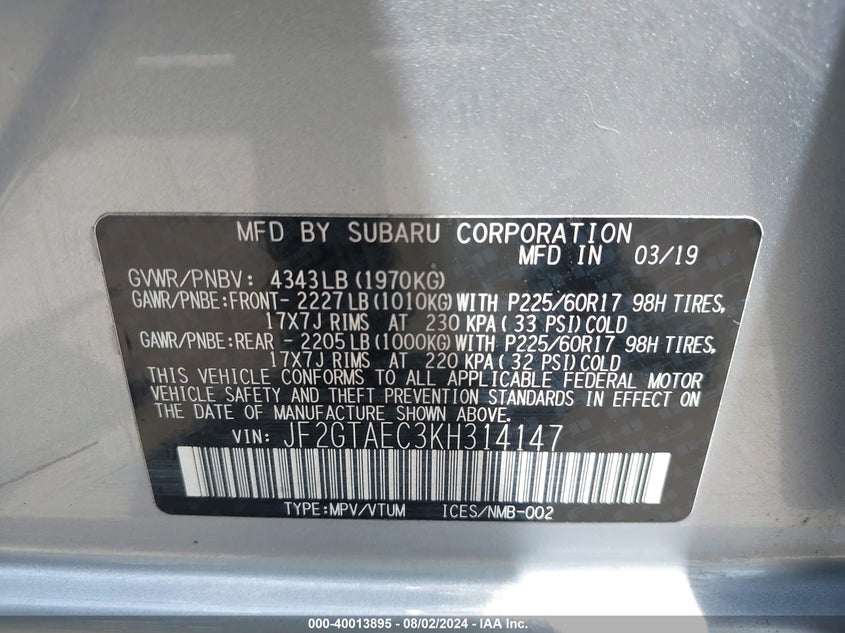 MFD BY SUBARU CORPORATION
MFD IN 03/19
GVWR/PNBV: 4343LB (1970KG)
GAWR/PNBE:FRONT- 2227LB(1010KG)WITH P225/60R17 98H TIRES,
17X7J RIMS AT 230 KPA( 33 PSI)COLD
GAWR/PNBE:REAR - 2205LB(1000KG)WITH P225/60R17 98H TIRES,
17X7J RIMS AT 220 KPA( 32 PSI)COLD
THIS VEHICLE CONFORMS TO ALL APPLICABLE FEDERAL MOTOR
VEHICLE SAFETY AND THEFT PREVENTION STANDARDS IN EFFECT ON
THE DATE OF MANUFACTURE SHOWN ABOVE.
VIN: JF2GTAEC3KH314147
TYPE:MPV/VTUM ICES/NMB-002
000-40013895 - 08/02/2024 - IAA Inc.